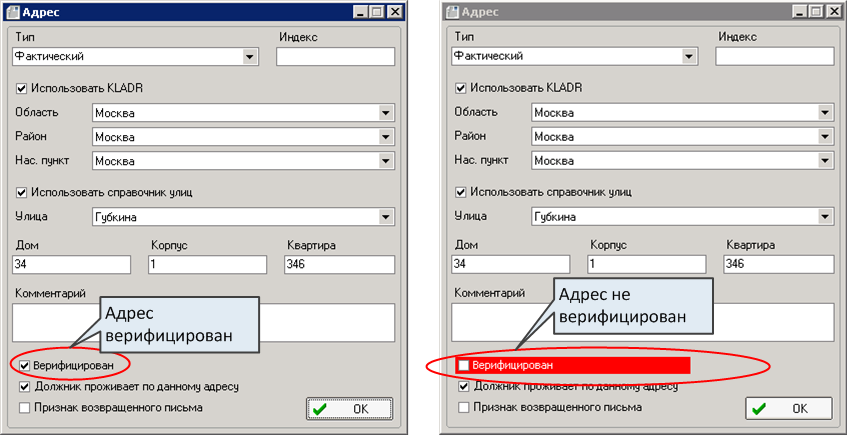 Адрес
Тип
Индекс
Фактический
Использовать KLADR
Область
Москва
Район
Москва
Нас. пункт
Москва
Использовать справочник улиц
Улица
Губкина
Дом
Корпус
Квартира
34
1
346
Комментарий
Адрес
верифицирован
Верифицирован
Должник проживает по данному адресу
Признак возвращенного письма
OK
Адрес
Тип
Индекс
Фактический
Использовать KLADR
Область
Москва
Район
Москва
Нас. пункт
Москва
Использовать справочник улиц
Улица
Губкина
Дом
Корпус
Квартира
34
1
346
Комментарий
Адрес не
верифицирован
Верифицирован
Должник проживает по данному адресу
Признак возвращенного письма
OK